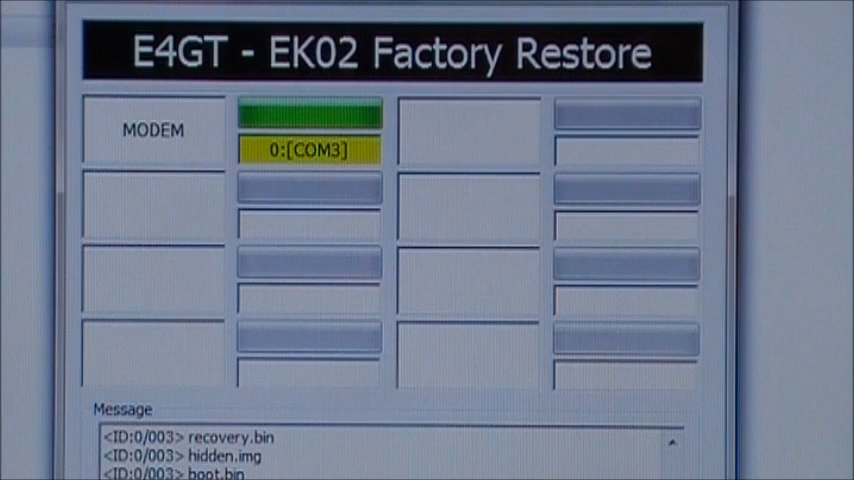 E4GT - EK02 Factory Restore
MODEM
0:[COM3]
Message
<ID:0/003> recovery.bin
<ID:0/003> hidden.img
<ID:0/003> boot.bin